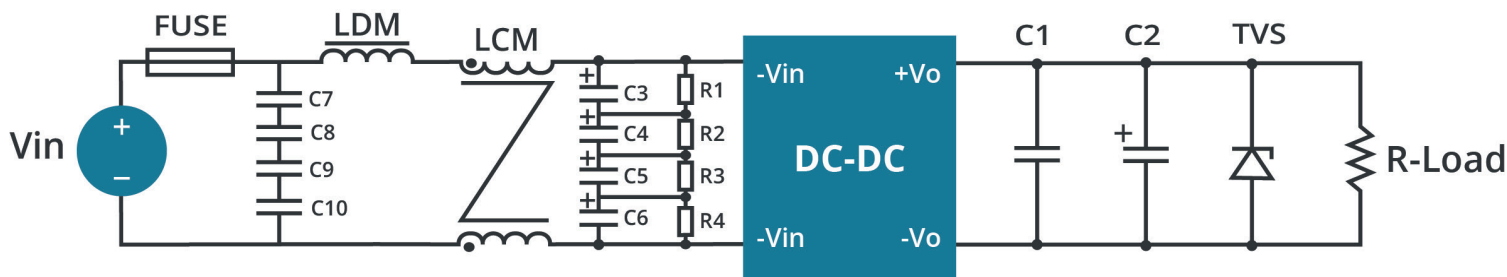 FUSE
LDM
LCM
C1
C2
TVS
Vin
+
−
C7
C8
C9
C10
+
C3
+
C4
+
C5
+
C6
R1
R2
R3
R4
-Vin
+Vo
DC-DC
-Vin
-Vo
+
R-Load